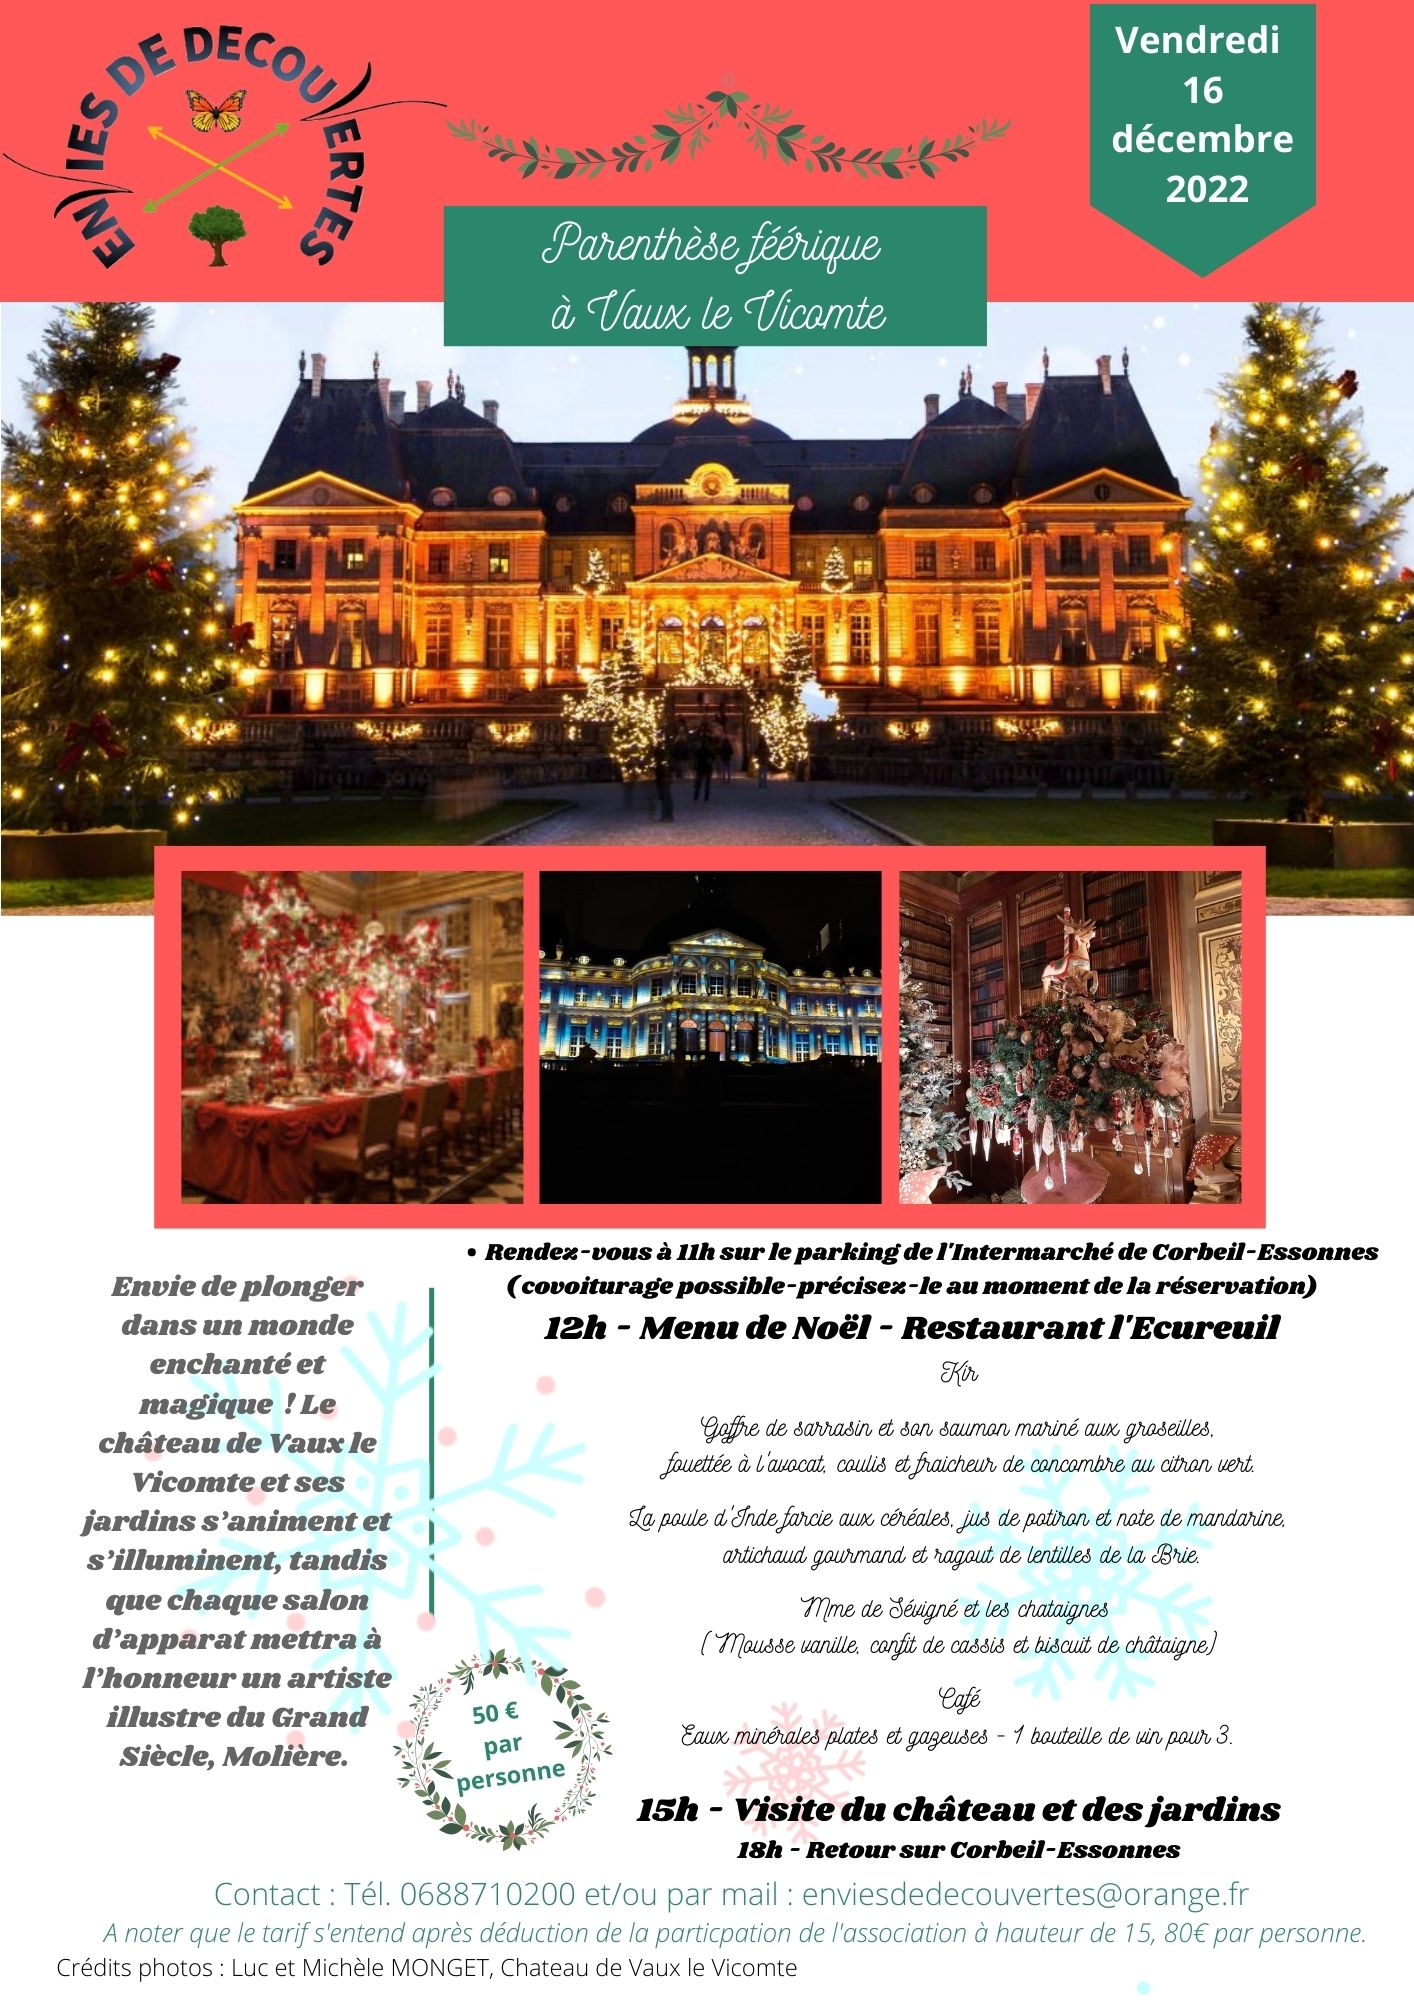 ENVIES DE DECOUVERTES
Vendredi
16
décembre
2022
Parenthèse féérique
à Vaux le Vicomte
• Rendez-vous à 11h sur le parking de l'Intermarché de Corbeil-Essonnes
(covoiturage possible-précisez-le au moment de la réservation)
12h - Menu de Noël - Restaurant l'Ecureuil
Kir
Goffre de sarrasin et son saumon mariné aux groseilles,
fouettée à l'avocat, coulis et fraicheur de concombre au citron vert.
La poule d'Inde farcie aux céréales, jus de potiron et note de mandarine,
artichaud gourmand et ragout de lentilles de la Brie.
Mme de Sévigné et les chataignes
( Mousse vanille, confit de cassis et biscuit de châtaigne)
Café
Eaux minérales plates et gazeuses - 1 bouteille de vin pour 3.
15h - Visite du château et des jardins
18h - Retour sur Corbeil-Essonnes
Envie de plonger
dans un monde
enchanté et
magique ! Le
château de Vaux le
Vicomte et ses
jardins s’animent et
s’illuminent, tandis
que chaque salon
d’apparat mettra à
l’honneur un artiste
illustre du Grand
Siècle, Molière.
50 €
par
personne
Contact : Tél. 0688710200 et/ou par mail : enviesdedecouvertes@orange.fr
A noter que le tarif s'entend après déduction de la particpation de l'association à hauteur de 15, 80€ par personne.
Crédits photos : Luc et Michèle MONGET, Chateau de Vaux le Vicomte